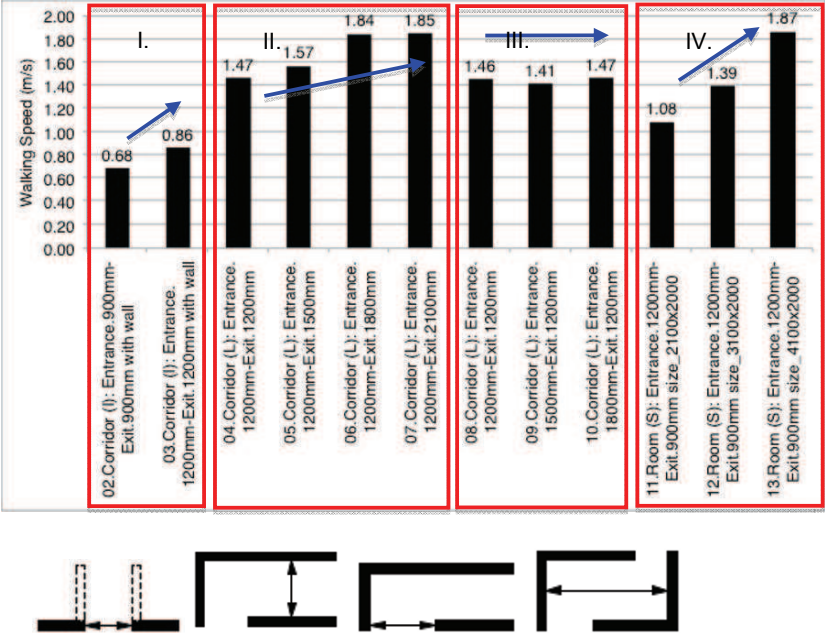 2.00
1.80
1.60
1.40
1.20
1.00
0.80
0.60
0.40
0.20
0.00
Walking Speed (m/s)
I.
II.
III.
IV.
0.68
0.86
1.47
1.57
1.84
1.85
1.46
1.41
1.47
1.08
1.39
1.87
02.Corridor (I): Entrance.900mm-
Exit.900mm with wall
03.Corridor (I): Entrance.
1200mm-Exit.1200mm with wall
04.Corridor (L): Entrance.
1200mm-Exit.1200mm
05.Corridor (L): Entrance.
1200mm-Exit.1500mm
06.Corridor (L): Entrance.
1200mm-Exit.1800mm
07.Corridor (L): Entrance.
1200mm-Exit.2100mm
08.Corridor (L): Entrance.
1200mm-Exit.1200mm
09.Corridor (L): Entrance.
1500mm-Exit.1200mm
10.Corridor (L): Entrance.
1800mm-Exit.1200mm
11.Room (S): Entrance.1200mm-
Exit.900mm size_2100x2000
12.Room (S): Entrance.1200mm-
Exit.900mm size_3100x2000
13.Room (S): Entrance.1200mm-
Exit.900mm size_4100x2000